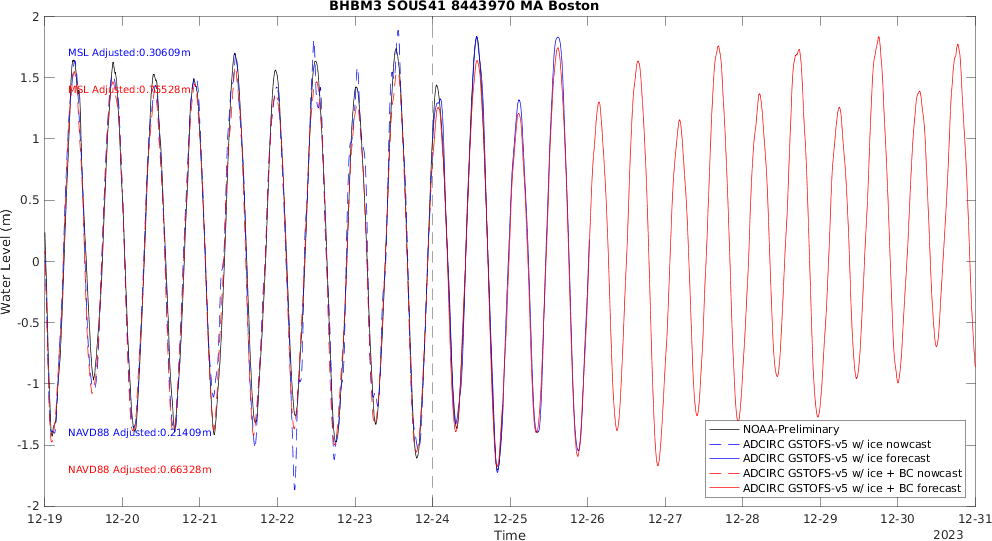 BHBM3 SOUS41 8443970 MA Boston
2
1.5
1
0.5
0
-0.5
-1
-1.5
-2
Water Level (m)
MSL Adjusted:0.30609m
MSL Adjusted:0.75528m
NAVD88 Adjusted:0.21409m
NAVD88 Adjusted:0.66328m
NOAA-Preliminary
ADCIRC GSTOFS-v5 w/ ice nowcast
ADCIRC GSTOFS-v5 w/ ice forecast
ADCIRC GSTOFS-v5 w/ ice + BC nowcast
ADCIRC GSTOFS-v5 w/ ice + BC forecast
12-19 12-20 12-21 12-22 12-23 12-24 12-25 12-26 12-27 12-28 12-29 12-30 12-31
Time
2023